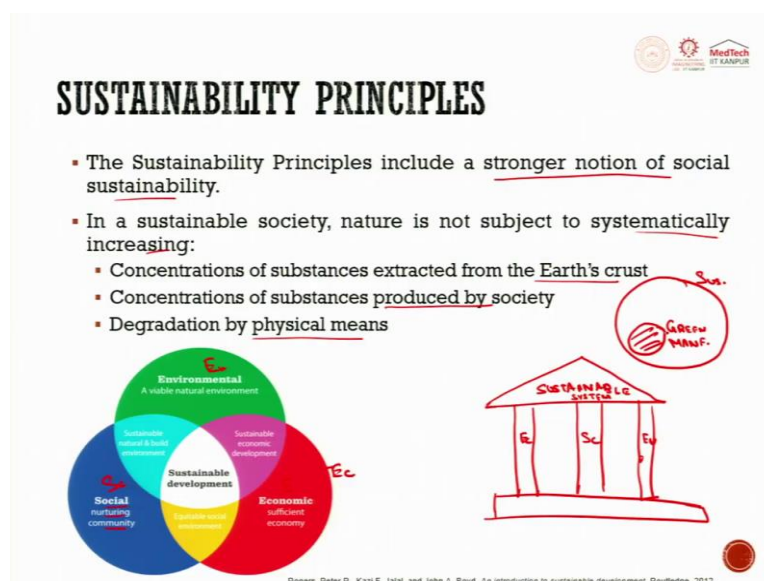 MedTech
IIT KANPUR
SUSTAINABILITY PRINCIPLES
▪ The Sustainability Principles include a stronger notion of social
sustainability.
▪ In a sustainable society, nature is not subject to systematically
increasing:
▪ Concentrations of substances extracted from the Earth's crust
▪ Concentrations of substances produced by society
▪ Degradation by physical means
Sus.
GREEN
MANF.
SUSTAINABLE
SYSTEM
Ec
Sc
En
En
Environmental
A viable natural environment
Sustainable
natural & build
environment
Sustainable
economic
development
Sustainable
development
Ec
Social
nurturing
community
Economic
sufficient
economy
Equitable social
environment